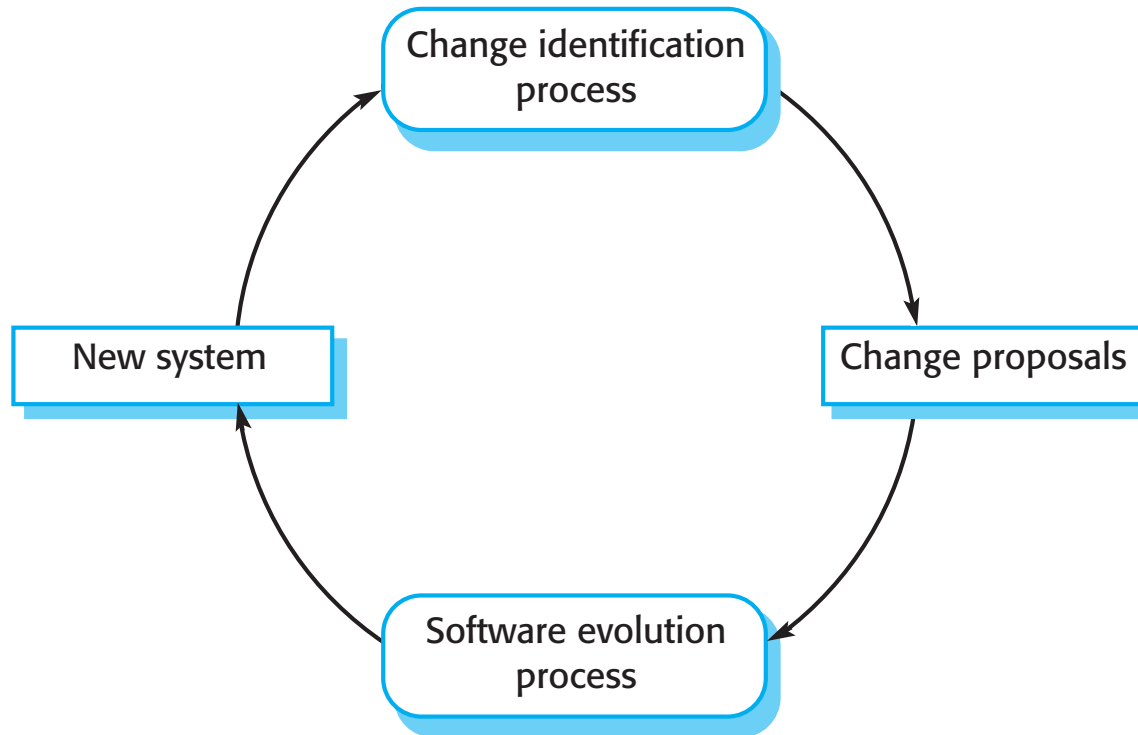 Change identification
process
New system
Change proposals
Software evolution
process